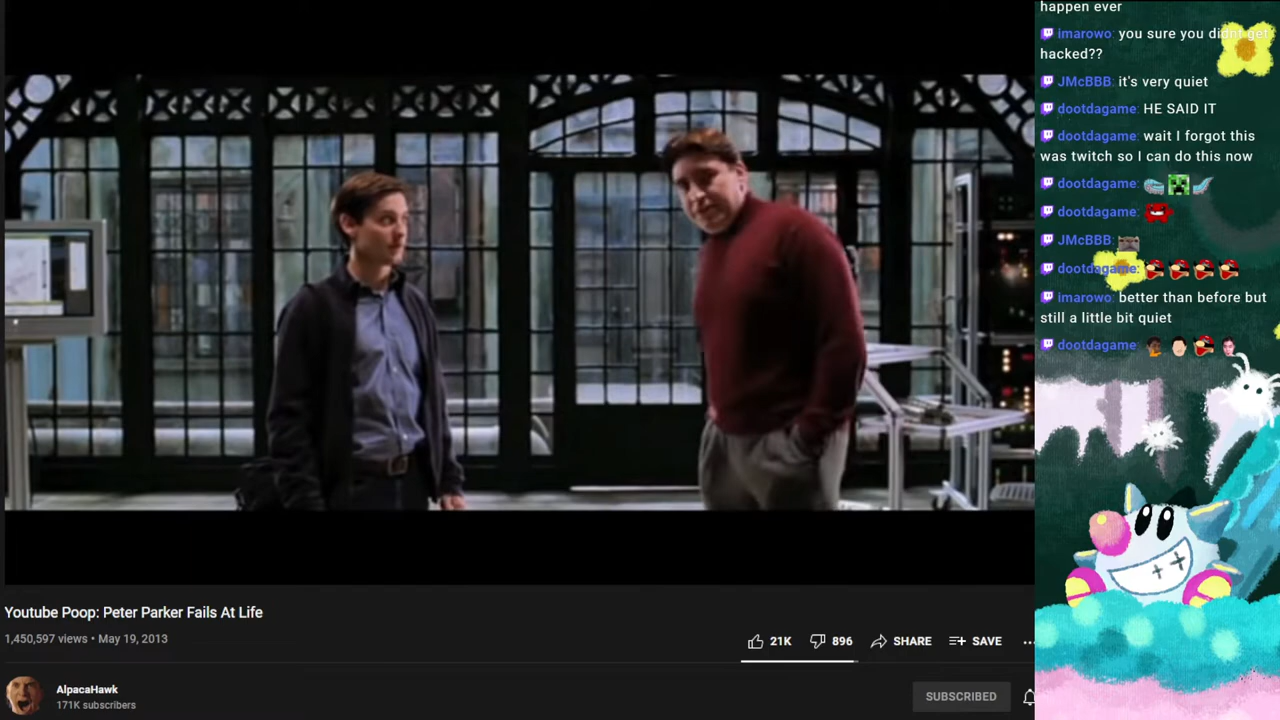 happen ever
imarowo: you sure you didnt get
hacked??
JMcBBB: it's very quiet
dootdagame: HE SAID IT
dootdagame: wait I forgot this
was twitch so I can do this now
dootdagame:
dootdagame:
JMcBBB:
dootdagame:
imarowo: better than before but
still a little bit quiet
dootdagame:
Youtube Poop: Peter Parker Fails At Life
1,450,597 views • May 19, 2013
21K 896 SHARE SAVE ...
AlpacaHawk
171K subscribers
SUBSCRIBED